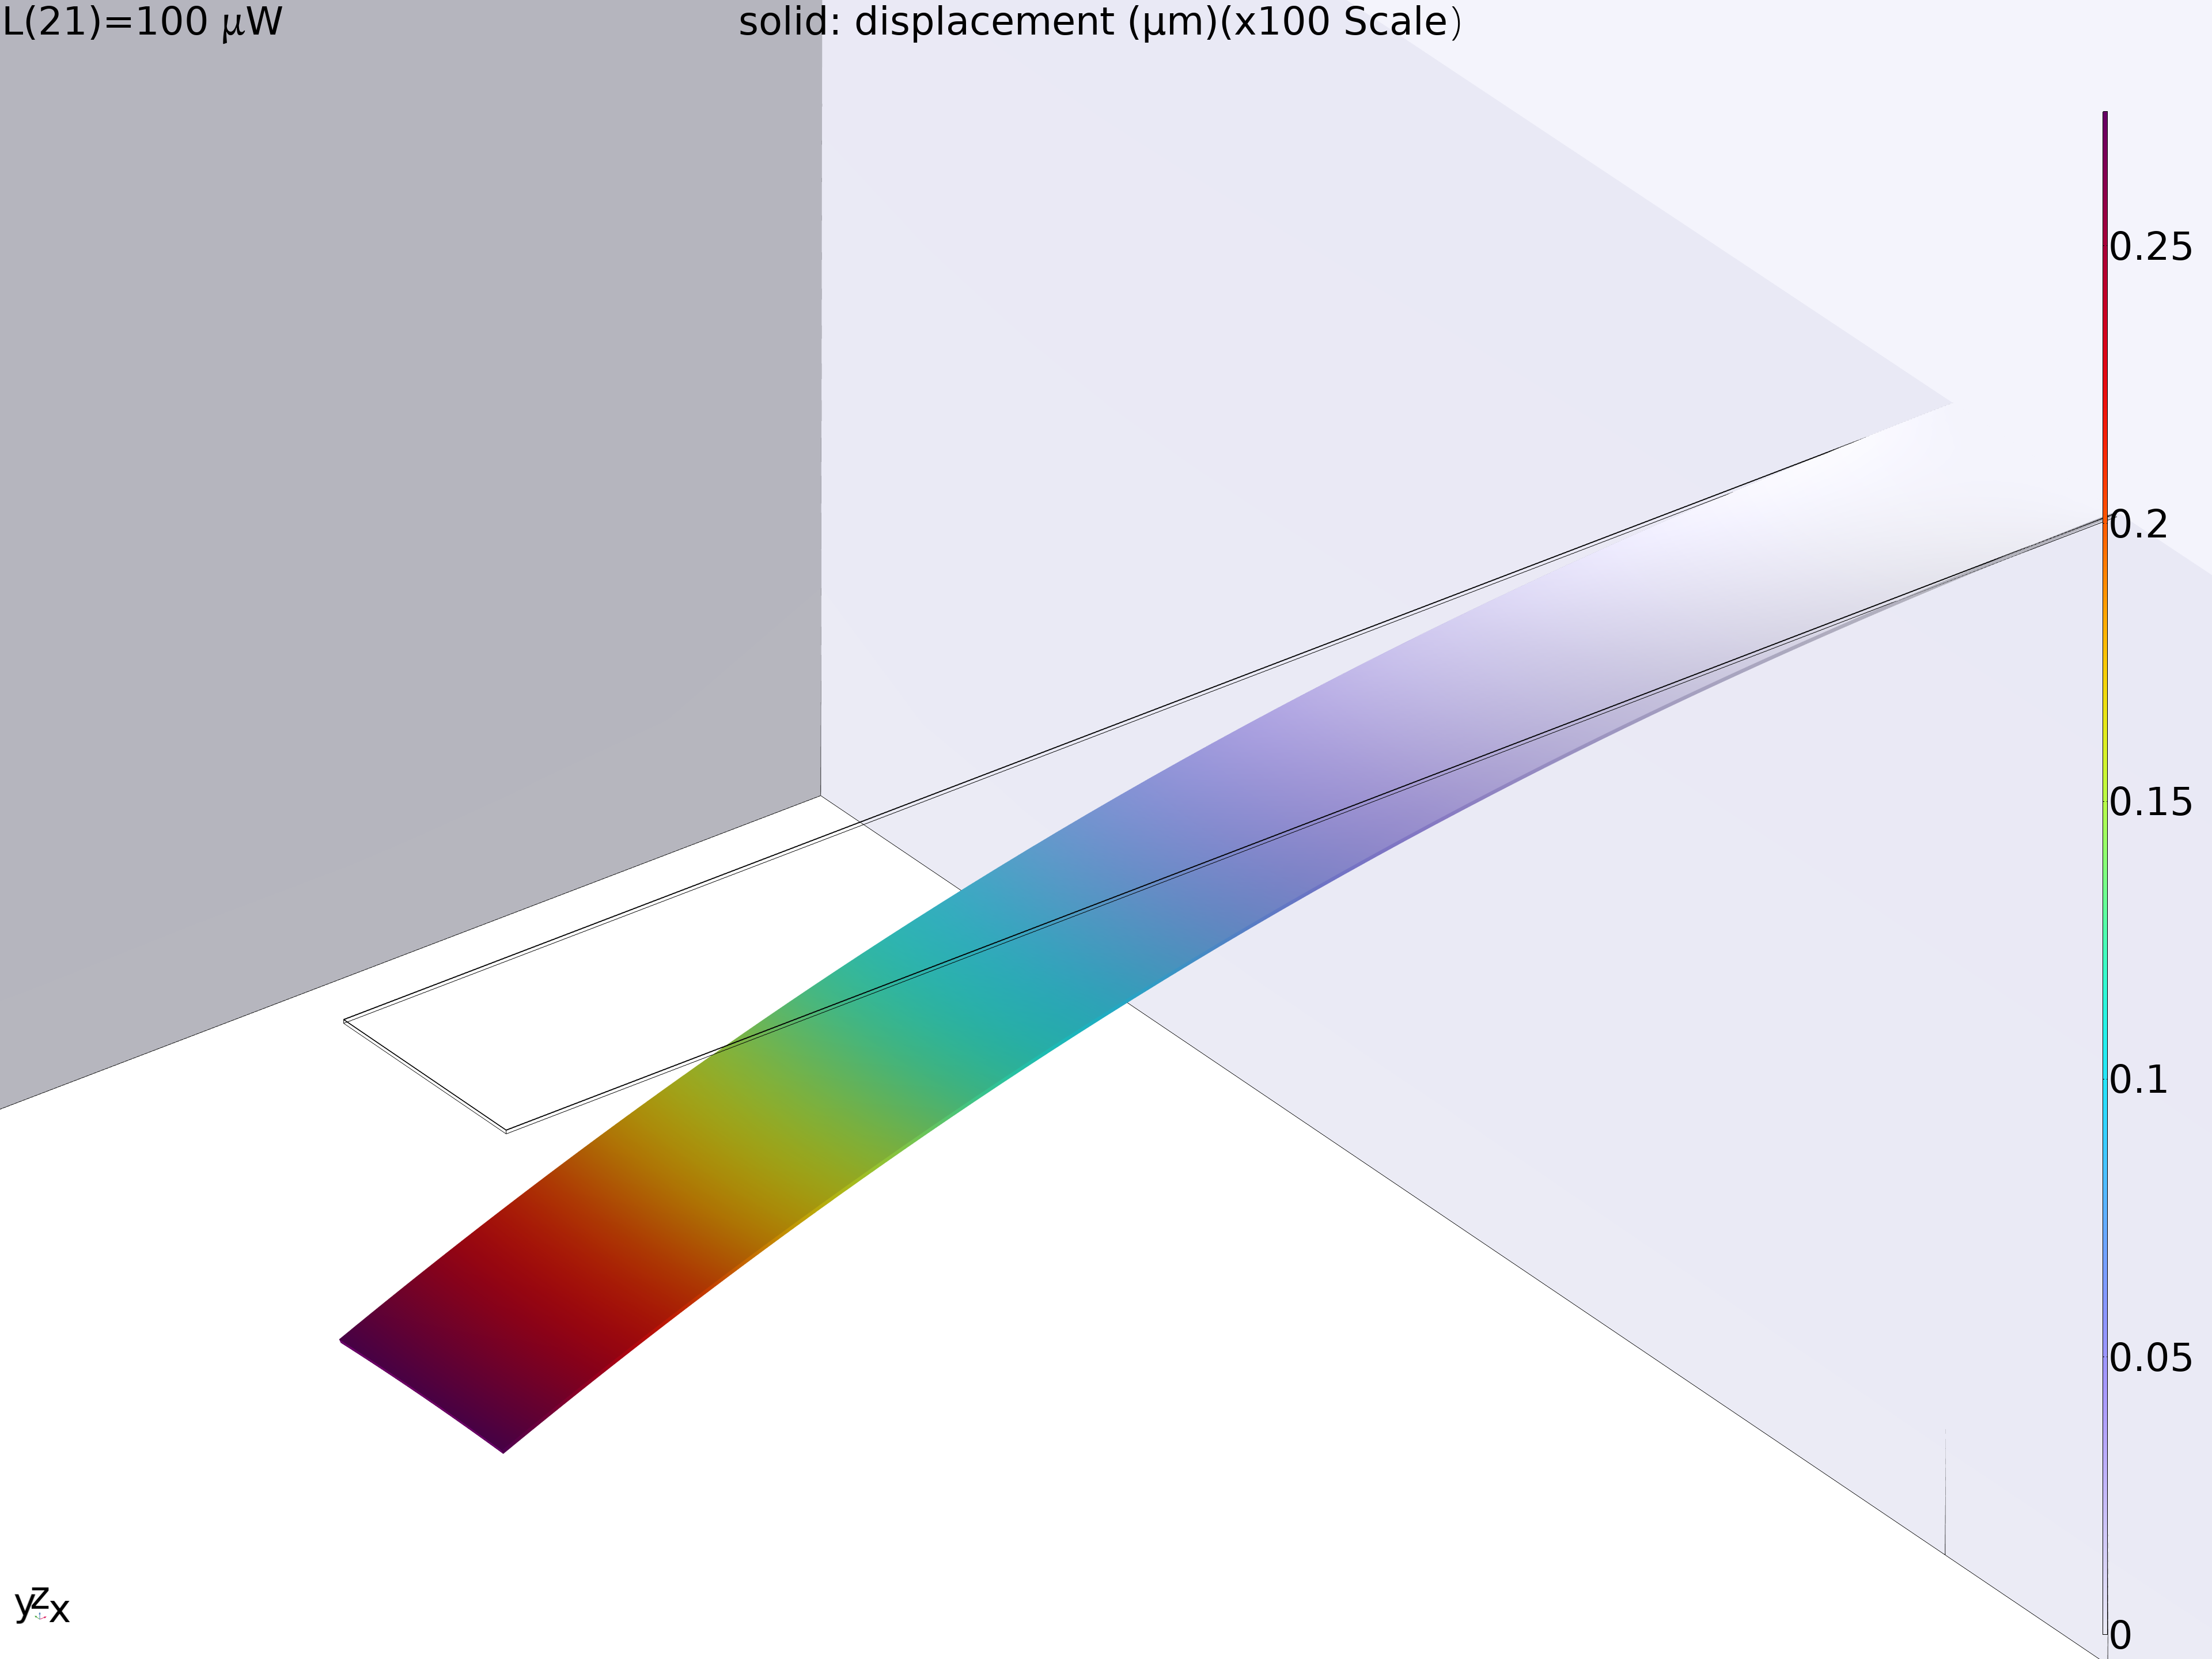 L(21)=100 µW
solid: displacement (µm)(x100 Scale）
0.25
0.2
0.15
0.1
0.05
0
y z x